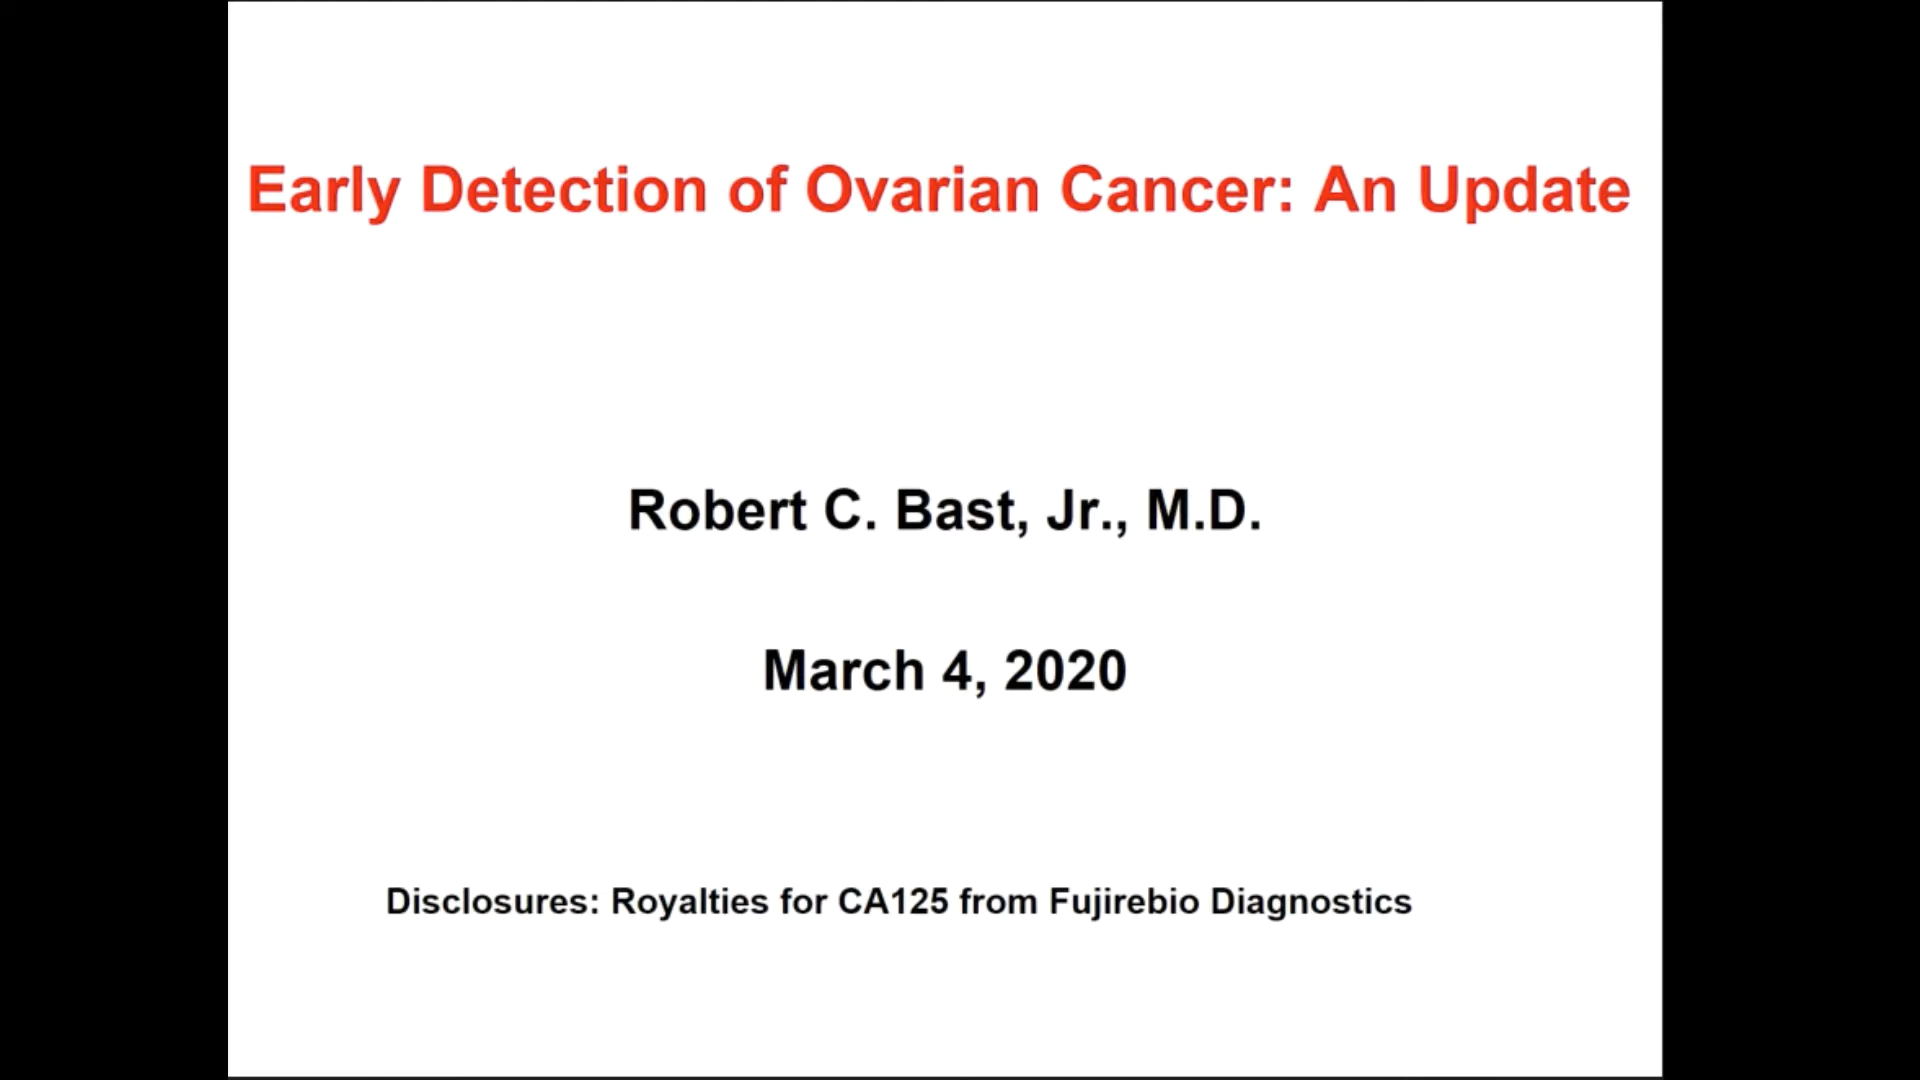 Early Detection of Ovarian Cancer: An Update
Robert C. Bast, Jr., M.D.
March 4, 2020
Disclosures: Royalties for CA125 from Fujirebio Diagnostics